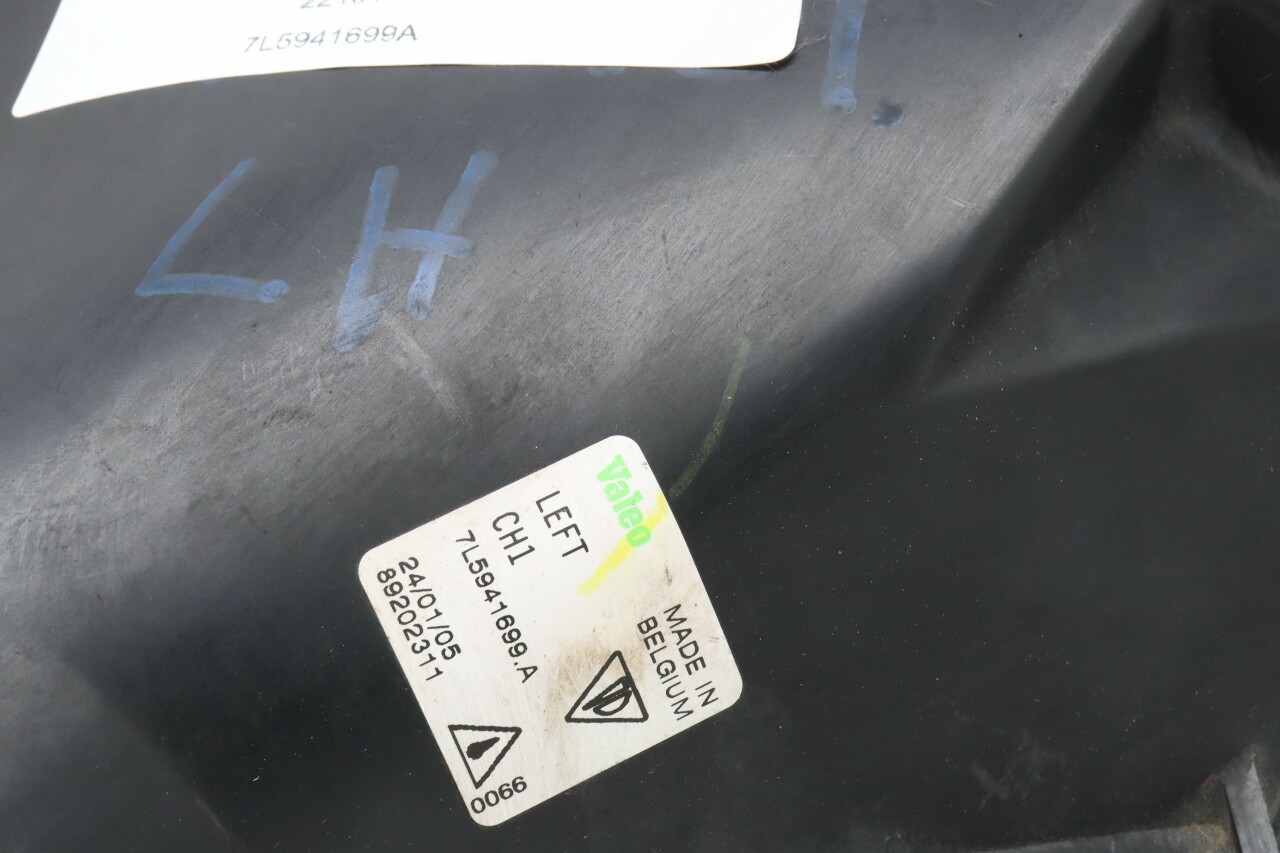 7L5941699A
LH
Valeo
LEFT
CH1
7L5941699.A
24/01/05
89202311
MADE IN
BELGIUM
0066